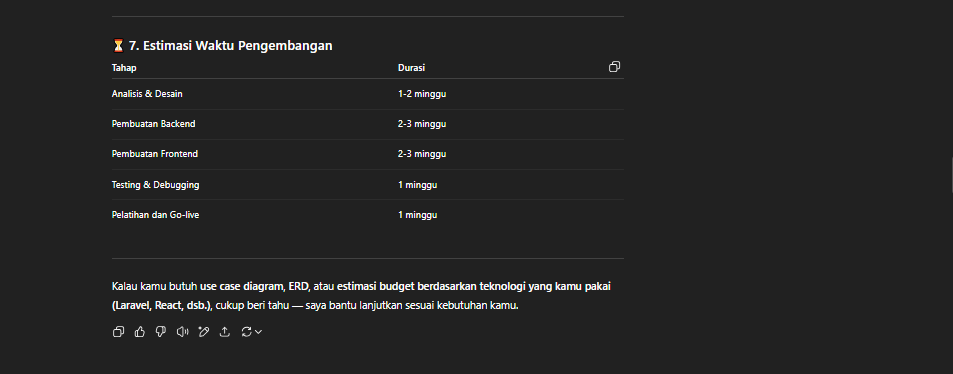 ⏳ 7. Estimasi Waktu Pengembangan
Tahap Durasi
Analisis & Desain 1-2 minggu
Pembuatan Backend 2-3 minggu
Pembuatan Frontend 2-3 minggu
Testing & Debugging 1 minggu
Pelatihan dan Go-live 1 minggu
Kalau kamu butuh use case diagram, ERD, atau estimasi budget berdasarkan teknologi yang kamu pakai
(Laravel, React, dsb.), cukup beri tahu — saya bantu lanjutkan sesuai kebutuhan kamu.